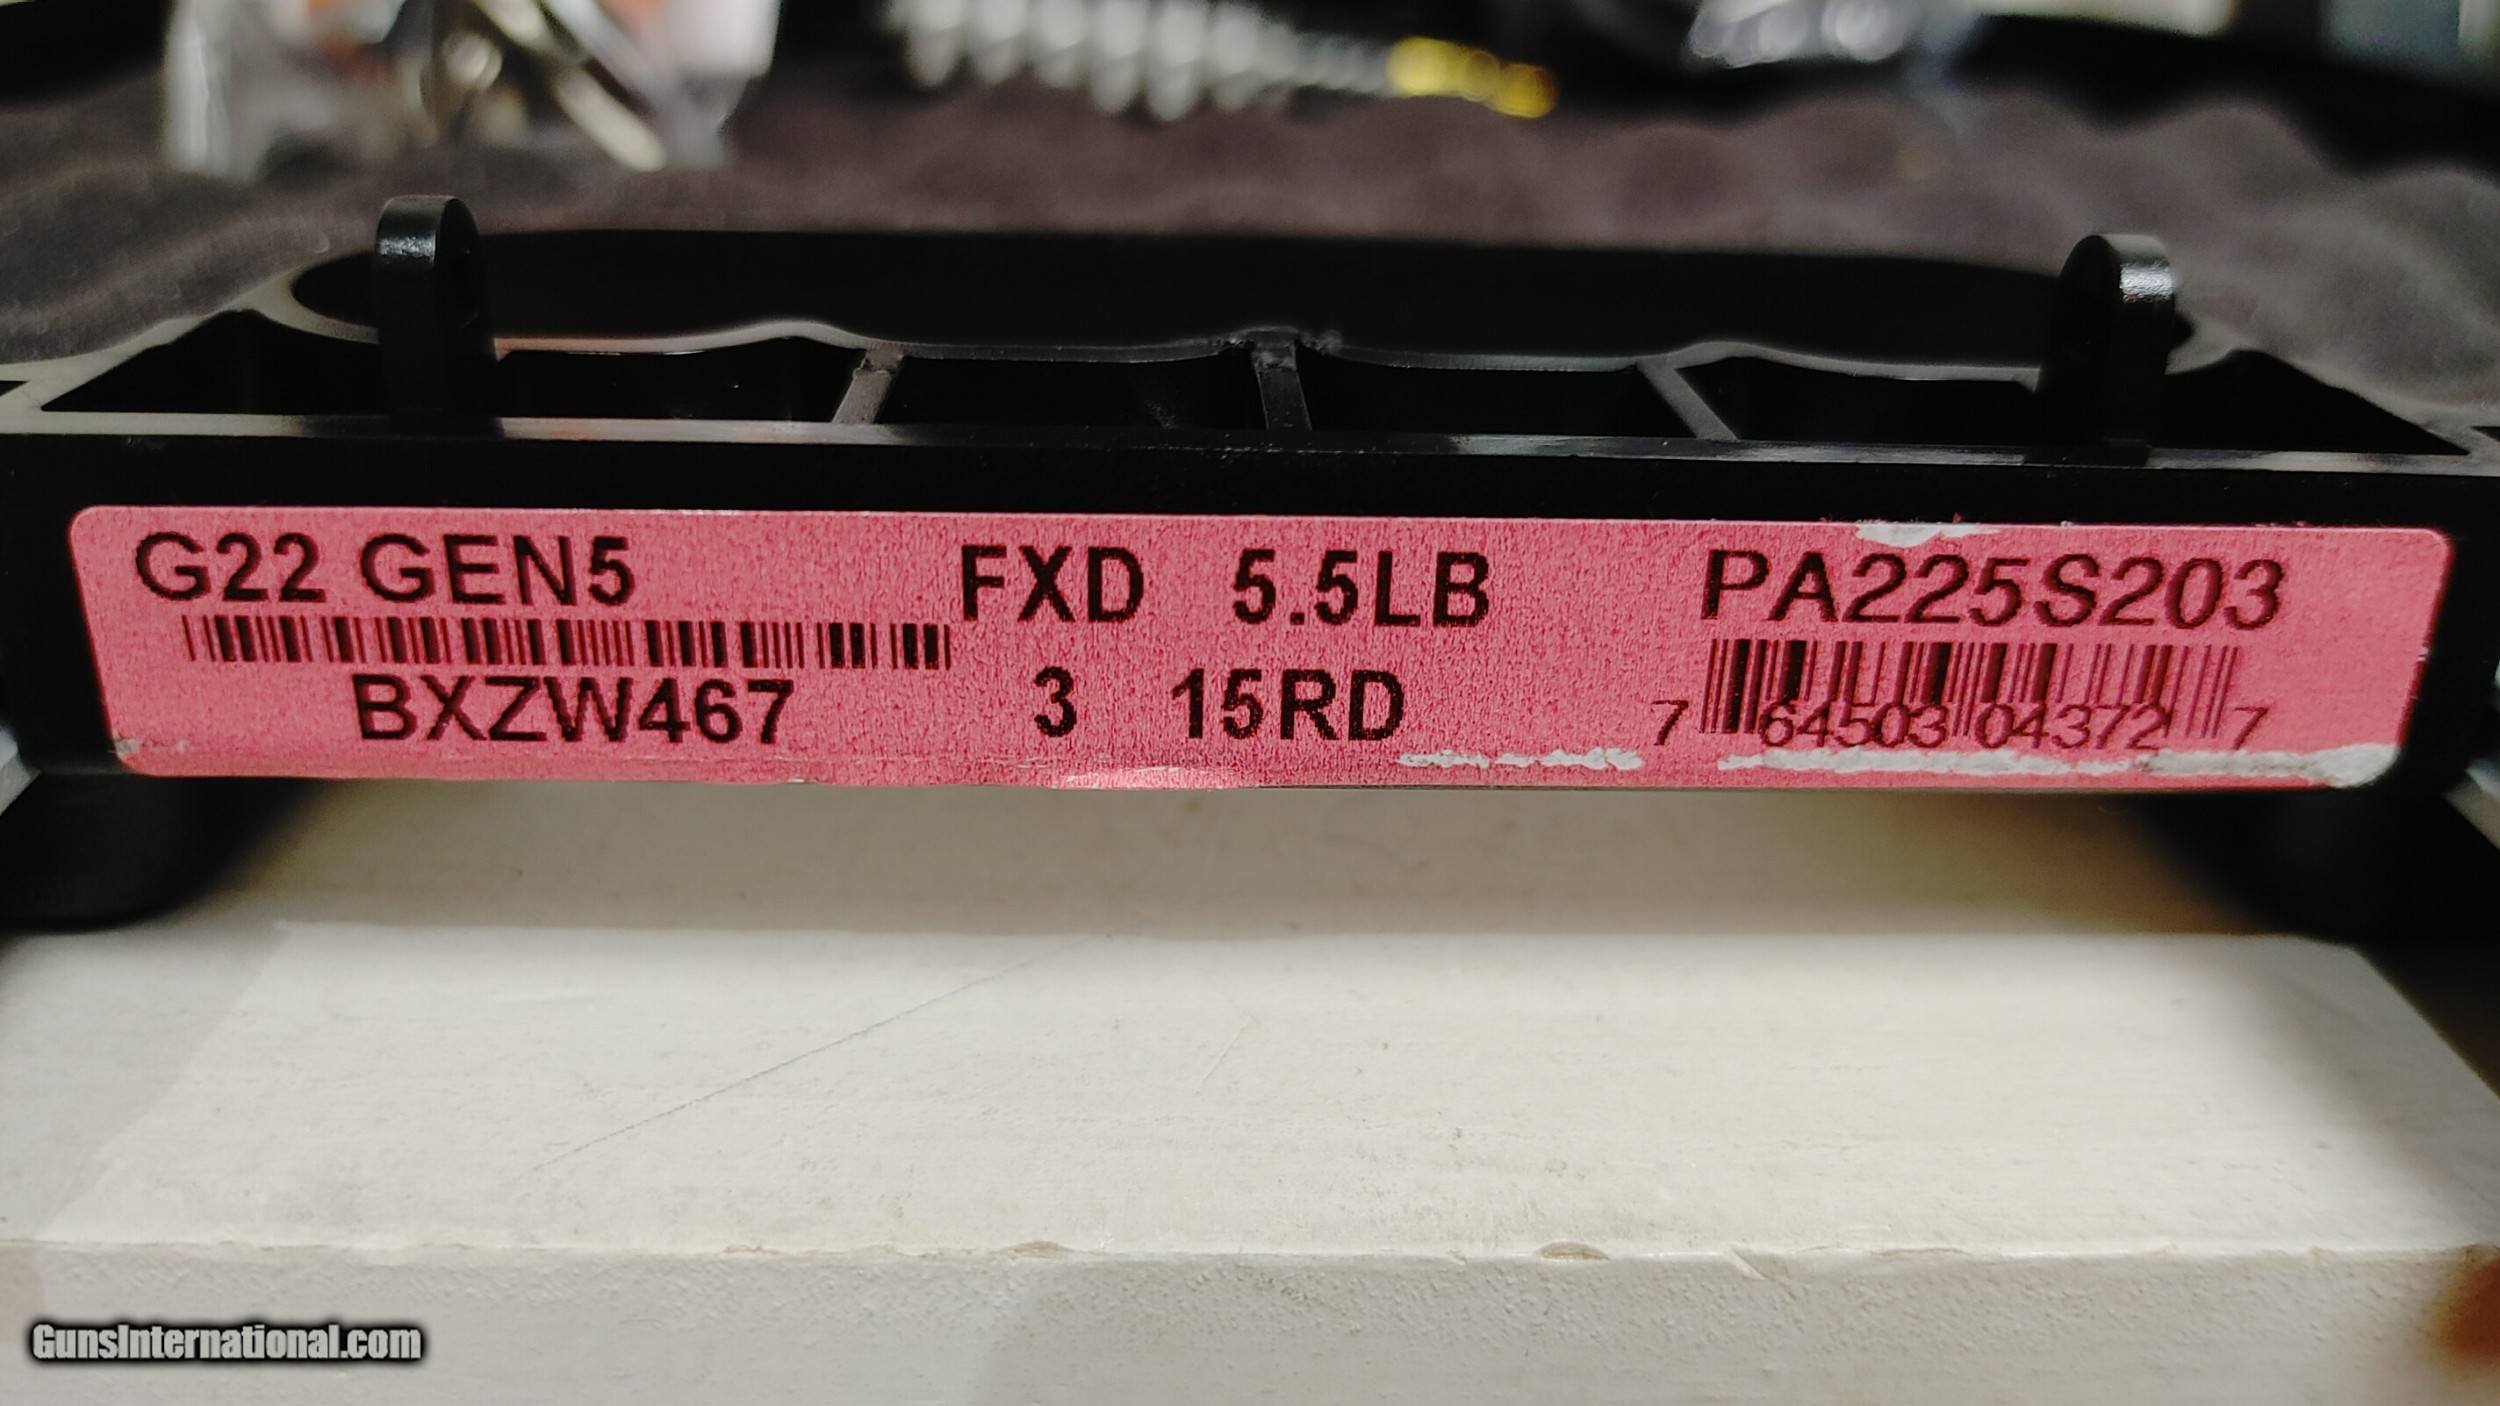 G22 GEN5
BXZW467
FXD 5.5LB
3 15RD
PA225S203
7 64503 04372 7
GunsInternational.com